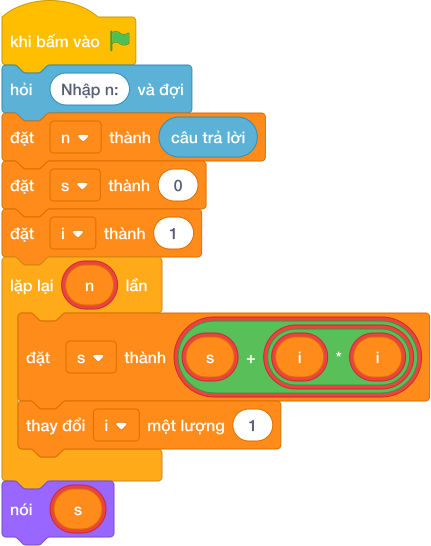 khi bấm vào
hỏi Nhập n: và đợi
đặt n thành câu trả lời
đặt s thành 0
đặt i thành 1
lặp lại n lần
đặt s thành s + i * i
thay đổi i một lượng 1
nói s